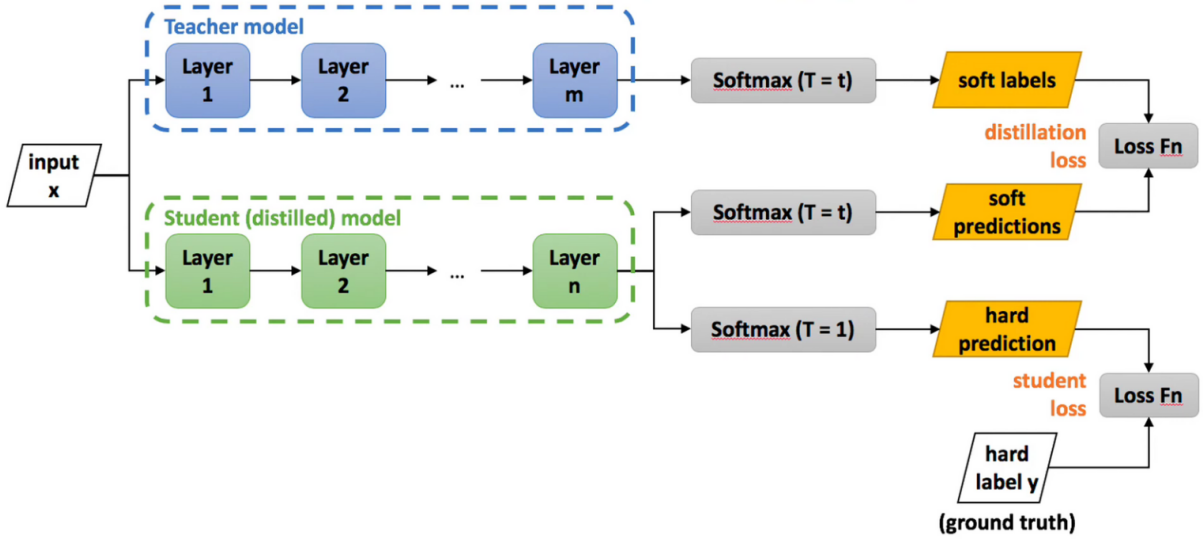 Teacher model
Layer
1
Layer
2
...
Layer
m
Softmax (T = t)
soft labels
distillation
loss
Loss Fn
input
x
Student (distilled) model
Layer
1
Layer
2
...
Layer
n
Softmax (T = t)
soft
predictions
Softmax (T = 1)
hard
prediction
student
loss
Loss Fn
hard
label y
(ground truth)